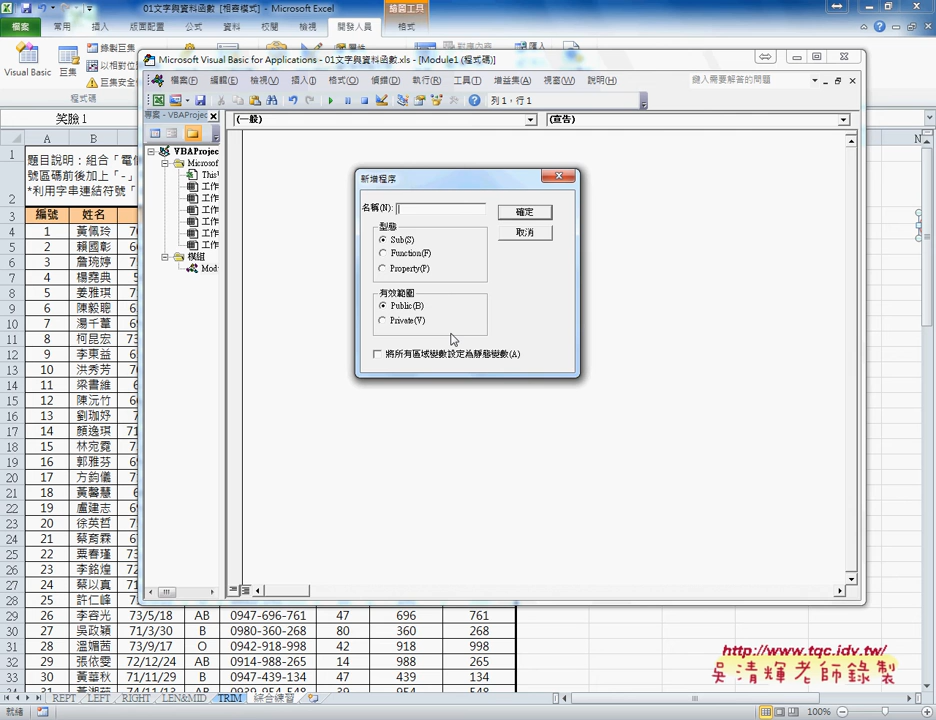 01文字與資料函數 [相容模式] - Microsoft Excel
繪圖工具
檔案 常用 插入 版面配置 公式 資料 校閱 檢視 開發人員 格式
Visual Basic
巨集
錄製巨集
以相對位
巨集安全
程式碼
笑臉 1
Microsoft Visual Basic for Applications - 01文字與資料函數.xls - [Module1 (程式碼)]
檔案(F) 編輯(E) 檢視(V) 插入(I) 格式(O) 偵錯(D) 執行(R) 工具(T) 增益集(A) 視窗(W) 說明(H)
鍵入需要解答的問題
列 1, 行 1
專案 - VBAProjec
(一般) (宣告)
VBAProjec
Microsof
This
工作
工作
工作
工作
工作
工作
模組
Mod
新增程序
名稱(N):
確定
取消
型態
Sub(S)
Function(F)
Property(P)
有效範圍
Public(B)
Private(V)
將所有區域變數設定為靜態變數(A)
A B N
題目說明：組合「電
號區碼前後加上「-」
*利用字串連結符號「
編號 姓名
1 黃佩玲
2 賴國彰
3 詹琬婷
4 楊堯典
5 姜雅琪
6 陳毅聰
7 湯千薰
8 柯昆宏
9 李東益
10 洪秀芳
11 梁書維
12 陳沅竹
13 劉珈妤
14 顏逸琪
15 林宛霓
16 郭雅芬
17 方鈞儀
18 黃馨慧
19 盧建志
20 徐英哲
21 蔡育霖
22 粟春瑾
23 李銘煌
24 蔡以真
25 許仁峰
26 李容光 73/5/18 AB 0947-696-761 47 696 761
27 吳政穎 71/3/30 B 0980-360-268 80 360 268
28 溫媚茜 73/9/17 O 0942-918-998 42 918 998
29 張依雯 72/12/24 AB 0914-988-265 14 988 265
30 黃華秋 71/11/29 B 0947-439-134 47 439 134
REPT LEFT RIGHT LEN&MID TRIM 綜合練習
就緒
100%
http://www.tqc.idv.tw/
吳清輝老師錄製